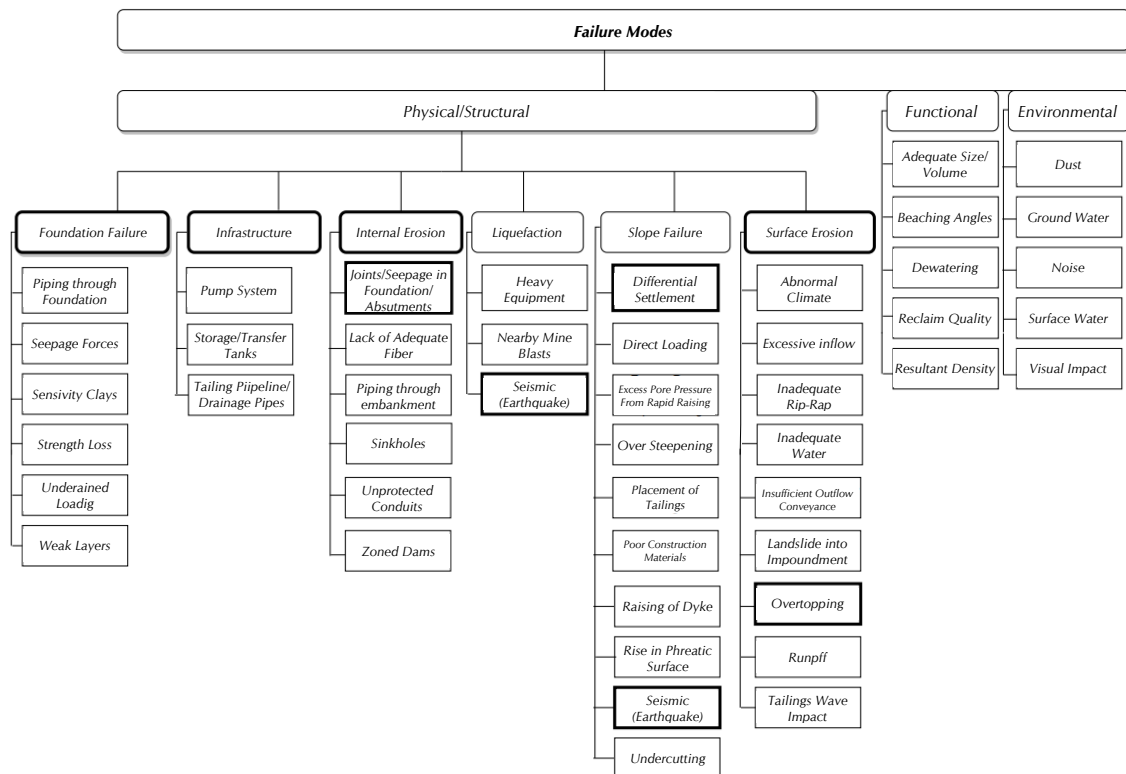 Failure Modes
Physical/Structural
Functional
Environmental
Adequate Size/
Volume
Beaching Angles
Dewatering
Reclaim Quality
Resultant Density
Dust
Ground Water
Noise
Surface Water
Visual Impact
Foundation Failure
Piping through
Foundation
Seepage Forces
Sensivity Clays
Strength Loss
Underained
Loadig
Weak Layers
Infrastructure
Pump System
Storage/Transfer
Tanks
Tailing Piipeline/
Drainage Pipes
Internal Erosion
Joints/Seepage in
Foundation/
Absutments
Lack of Adequate
Fiber
Piping through
embankment
Sinkholes
Unprotected
Conduits
Zoned Dams
Liquefaction
Heavy
Equipment
Nearby Mine
Blasts
Seismic
(Earthquake)
Slope Failure
Differential
Settlement
Direct Loading
Excess Pore Pressure
From Rapid Raising
Over Steepening
Placement of
Tailings
Poor Construction
Materials
Raising of Dyke
Rise in Phreatic
Surface
Seismic
(Earthquake)
Undercutting
Surface Erosion
Abnormal
Climate
Excessive inflow
Inadequate
Rip-Rap
Inadequate
Water
Insufficient Outflow
Conveyance
Landslide into
Impoundment
Overtopping
Runpff
Tailings Wave
Impact